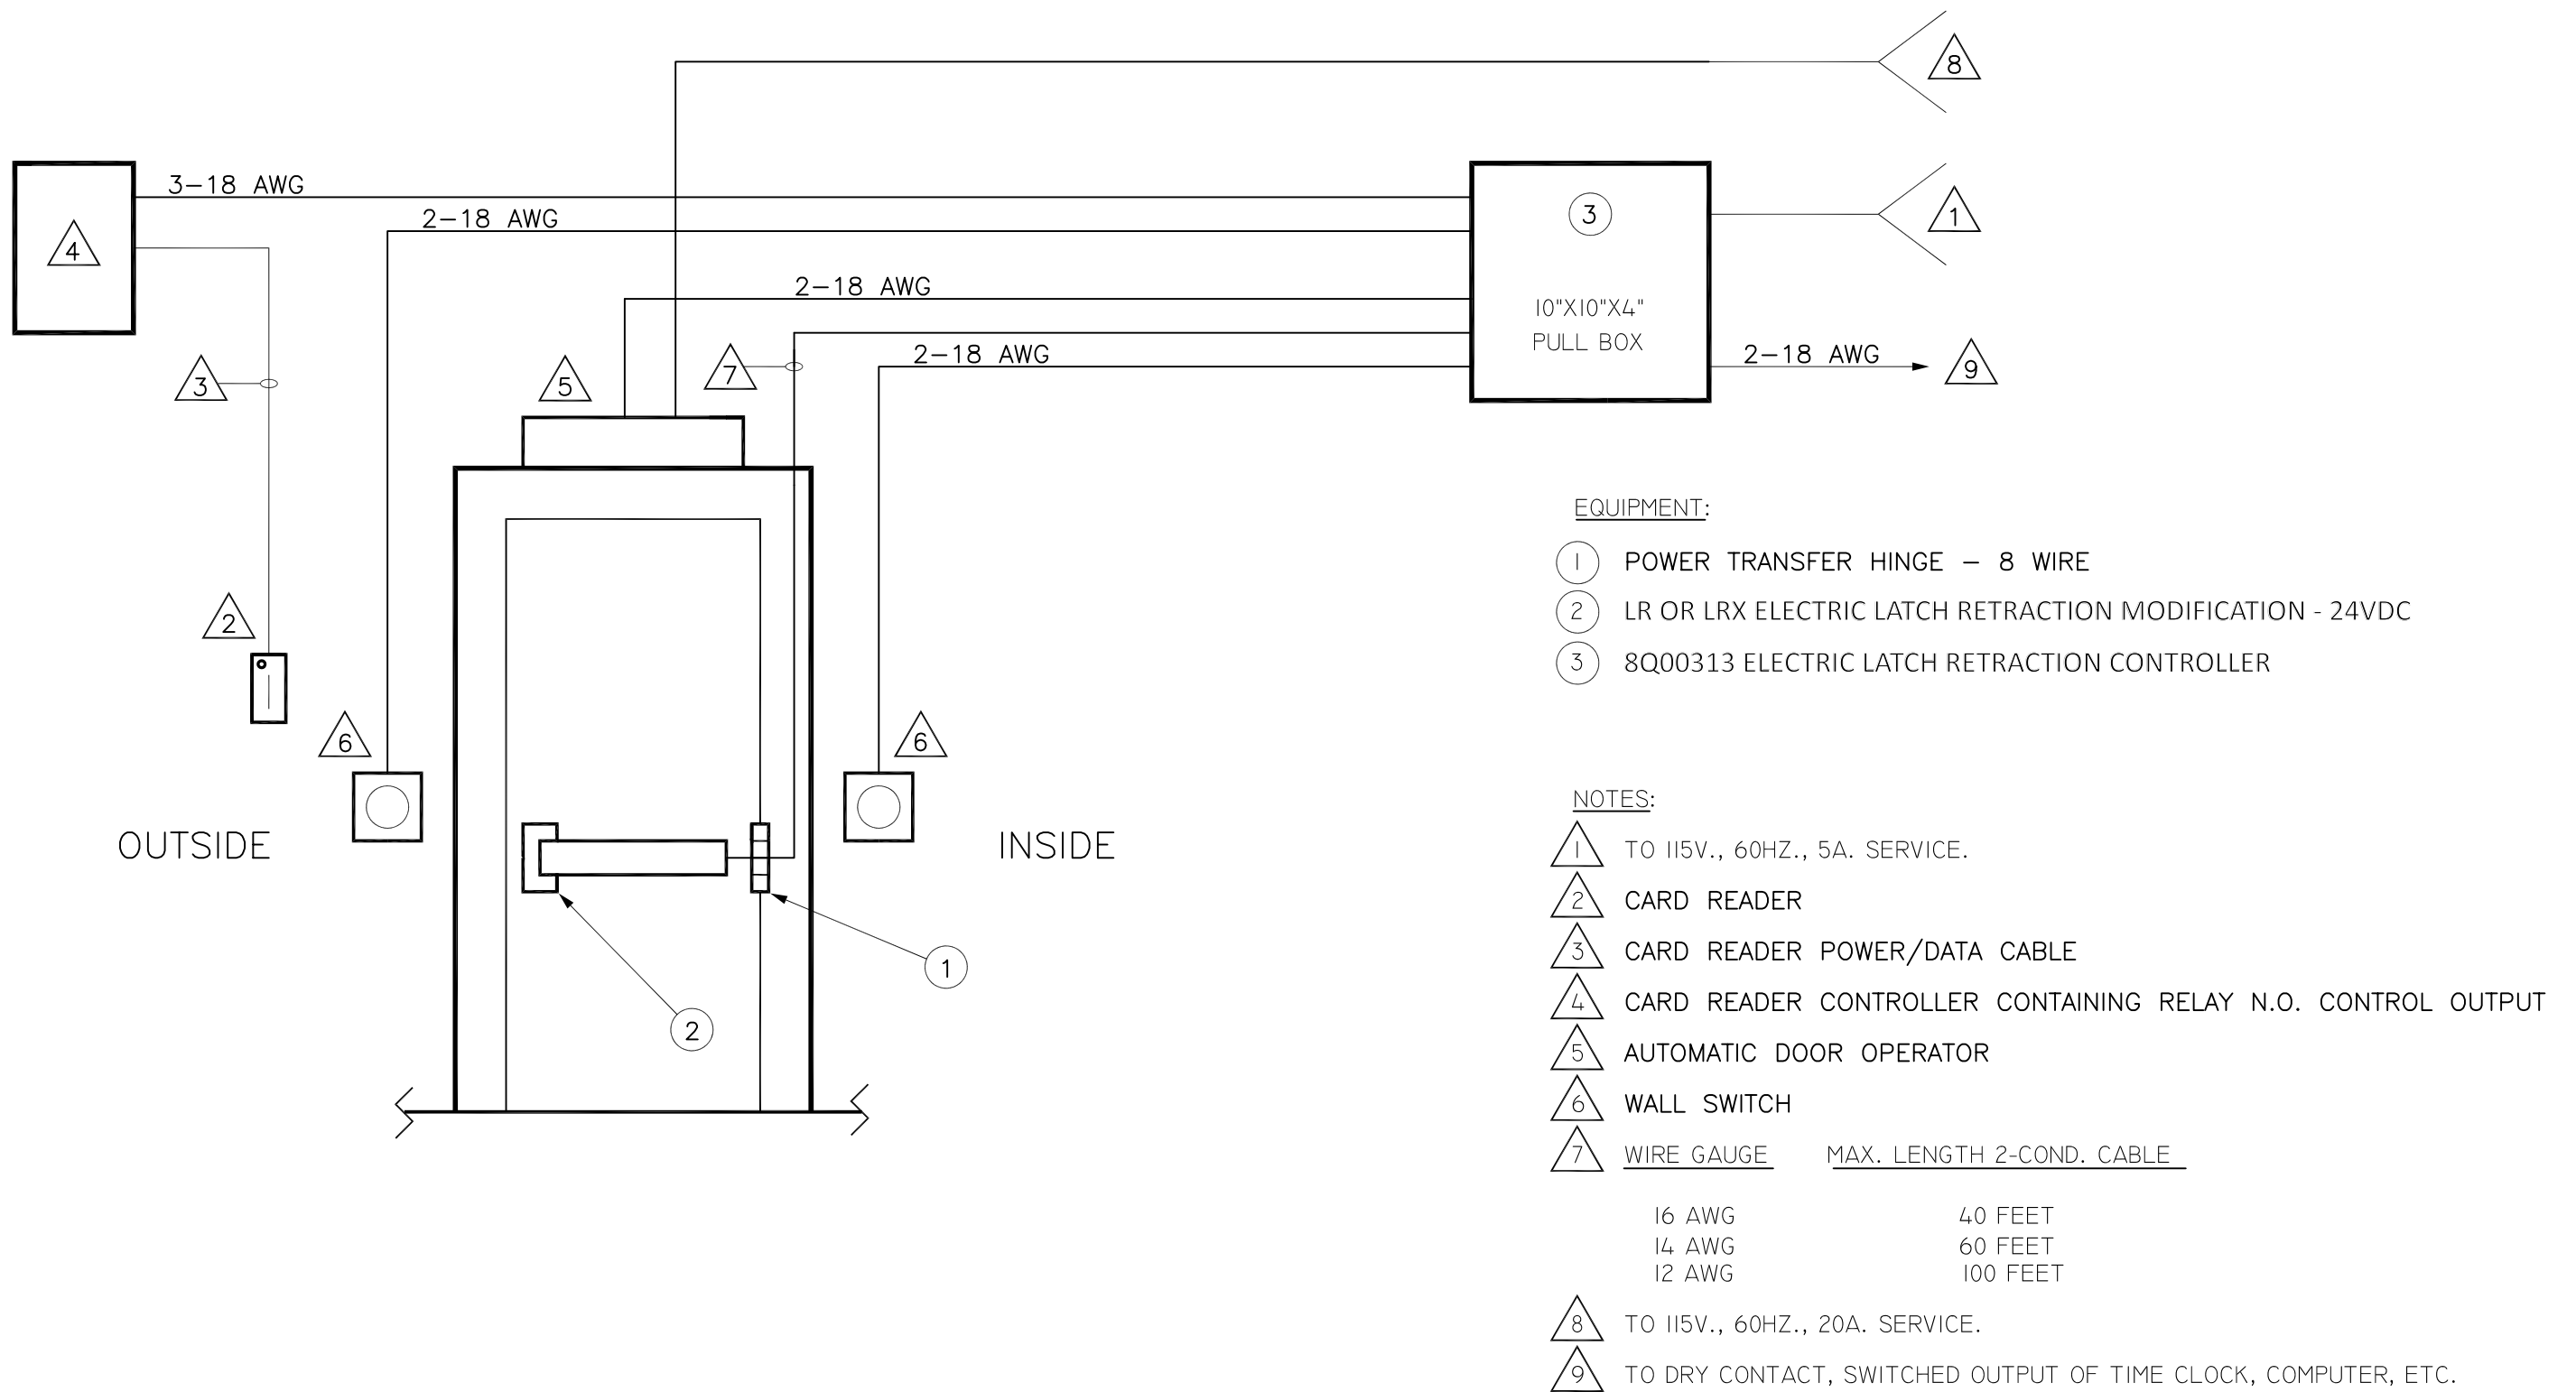 8
3-18 AWG
2-18 AWG
4
3
1
2-18 AWG
10"X10"X4"
PULL BOX
3
5
7
2-18 AWG
2-18 AWG
9
2
6
6
OUTSIDE
INSIDE
1
2
EQUIPMENT:
1 POWER TRANSFER HINGE - 8 WIRE
2 LR OR LRX ELECTRIC LATCH RETRACTION MODIFICATION - 24VDC
3 8Q00313 ELECTRIC LATCH RETRACTION CONTROLLER
NOTES:
1 TO 115V., 60HZ., 5A. SERVICE.
2 CARD READER
3 CARD READER POWER/DATA CABLE
4 CARD READER CONTROLLER CONTAINING RELAY N.O. CONTROL OUTPUT
5 AUTOMATIC DOOR OPERATOR
6 WALL SWITCH
7 WIRE GAUGE MAX. LENGTH 2-COND. CABLE
16 AWG 40 FEET
14 AWG 60 FEET
12 AWG 100 FEET
8 TO 115V., 60HZ., 20A. SERVICE.
9 TO DRY CONTACT, SWITCHED OUTPUT OF TIME CLOCK, COMPUTER, ETC.